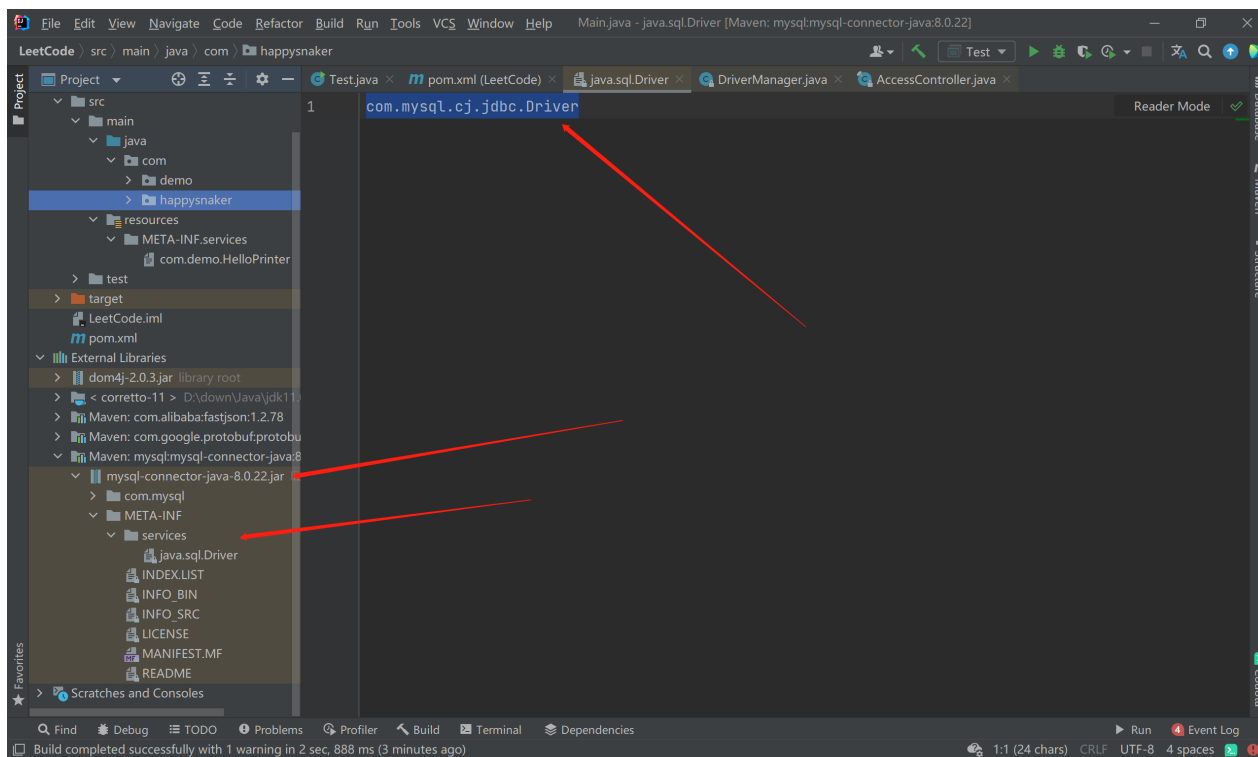 File Edit View Navigate Code Refactor Build Run Tools VCS Window Help Main.java - java.sql.Driver [Maven: mysql:mysql-connector-java:8.0.22]
LeetCode src main java com happysnaker Test
Project Project Test.java pom.xml (LeetCode) java.sql.Driver DriverManager.java AccessController.java
src
1 com.mysql.cj.jdbc.Driver Reader Mode
main
java
com
demo
happysnaker
resources
META-INF.services
com.demo.HelloPrinter
test
target
LeetCode.iml
pom.xml
External Libraries
dom4j-2.0.3.jar library root
< corretto-11 > D:\down\Java\jdk11.
Maven: com.alibaba:fastjson:1.2.78
Maven: com.google.protobuf:protobu
Maven: mysql:mysql-connector-java:8
mysql-connector-java-8.0.22.jar
com.mysql
META-INF
services
java.sql.Driver
INDEX.LIST
INFO_BIN
INFO_SRC
LICENSE
MANIFEST.MF
README
Scratches and Consoles
Favorites
Find Debug TODO Problems Profiler Build Terminal Dependencies Run 4 Event Log
Build completed successfully with 1 warning in 2 sec, 888 ms (3 minutes ago) 1:1 (24 chars) CRLF UTF-8 4 spaces